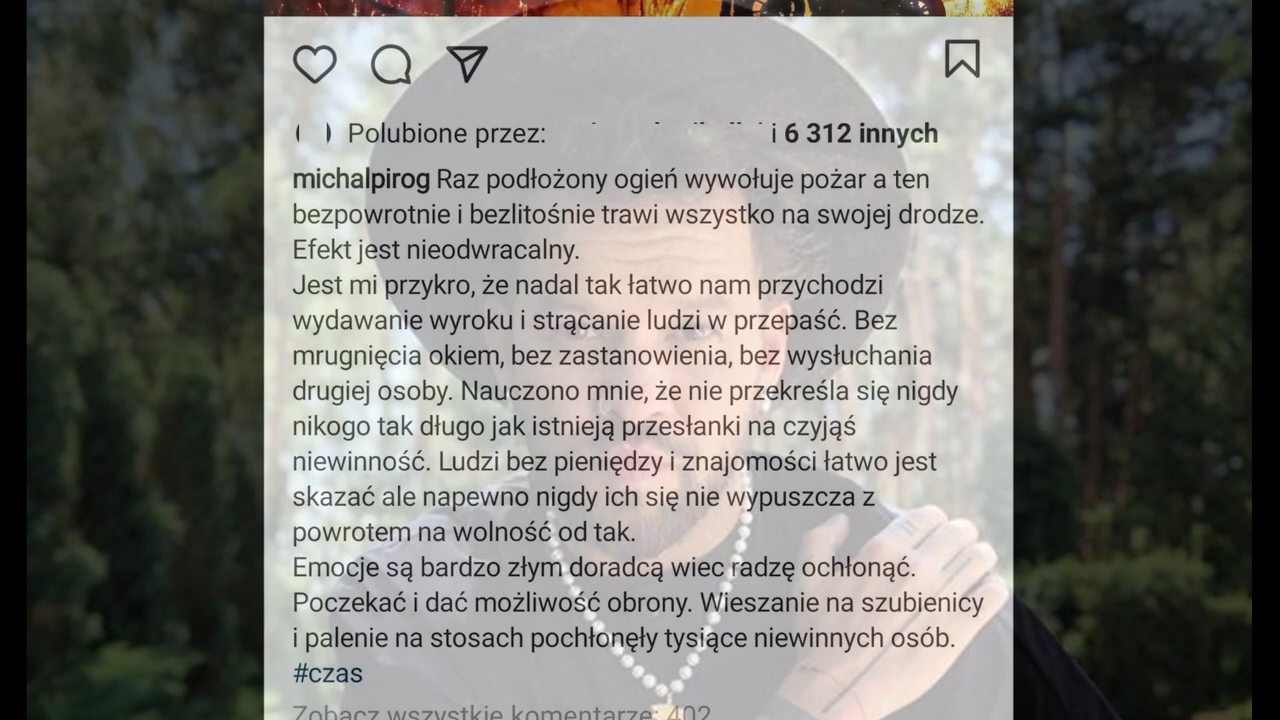 Polubione przez: i 6 312 innych
michalpirog Raz podłożony ogień wywołuje pożar a ten
bezpowrotnie i bezlitośnie trawi wszystko na swojej drodze.
Efekt jest nieodwracalny.
Jest mi przykro, że nadal tak łatwo nam przychodzi
wydawanie wyroku i strącanie ludzi w przepaść. Bez
mrugnięcia okiem, bez zastanowienia, bez wysłuchania
drugiej osoby. Nauczono mnie, że nie przekreśla się nigdy
nikogo tak długo jak istnieją przesłanki na czyjąś
niewinność. Ludzi bez pieniędzy i znajomości łatwo jest
skazać ale napewno nigdy ich się nie wypuszcza z
powrotem na wolność od tak.
Emocje są bardzo złym doradcą wiec radzę ochłonąć.
Poczekać i dać możliwość obrony. Wieszanie na szubienicy
i palenie na stosach pochłonęły tysiące niewinnych osób.
#czas
Zobacz wszystkie komentarze: 402